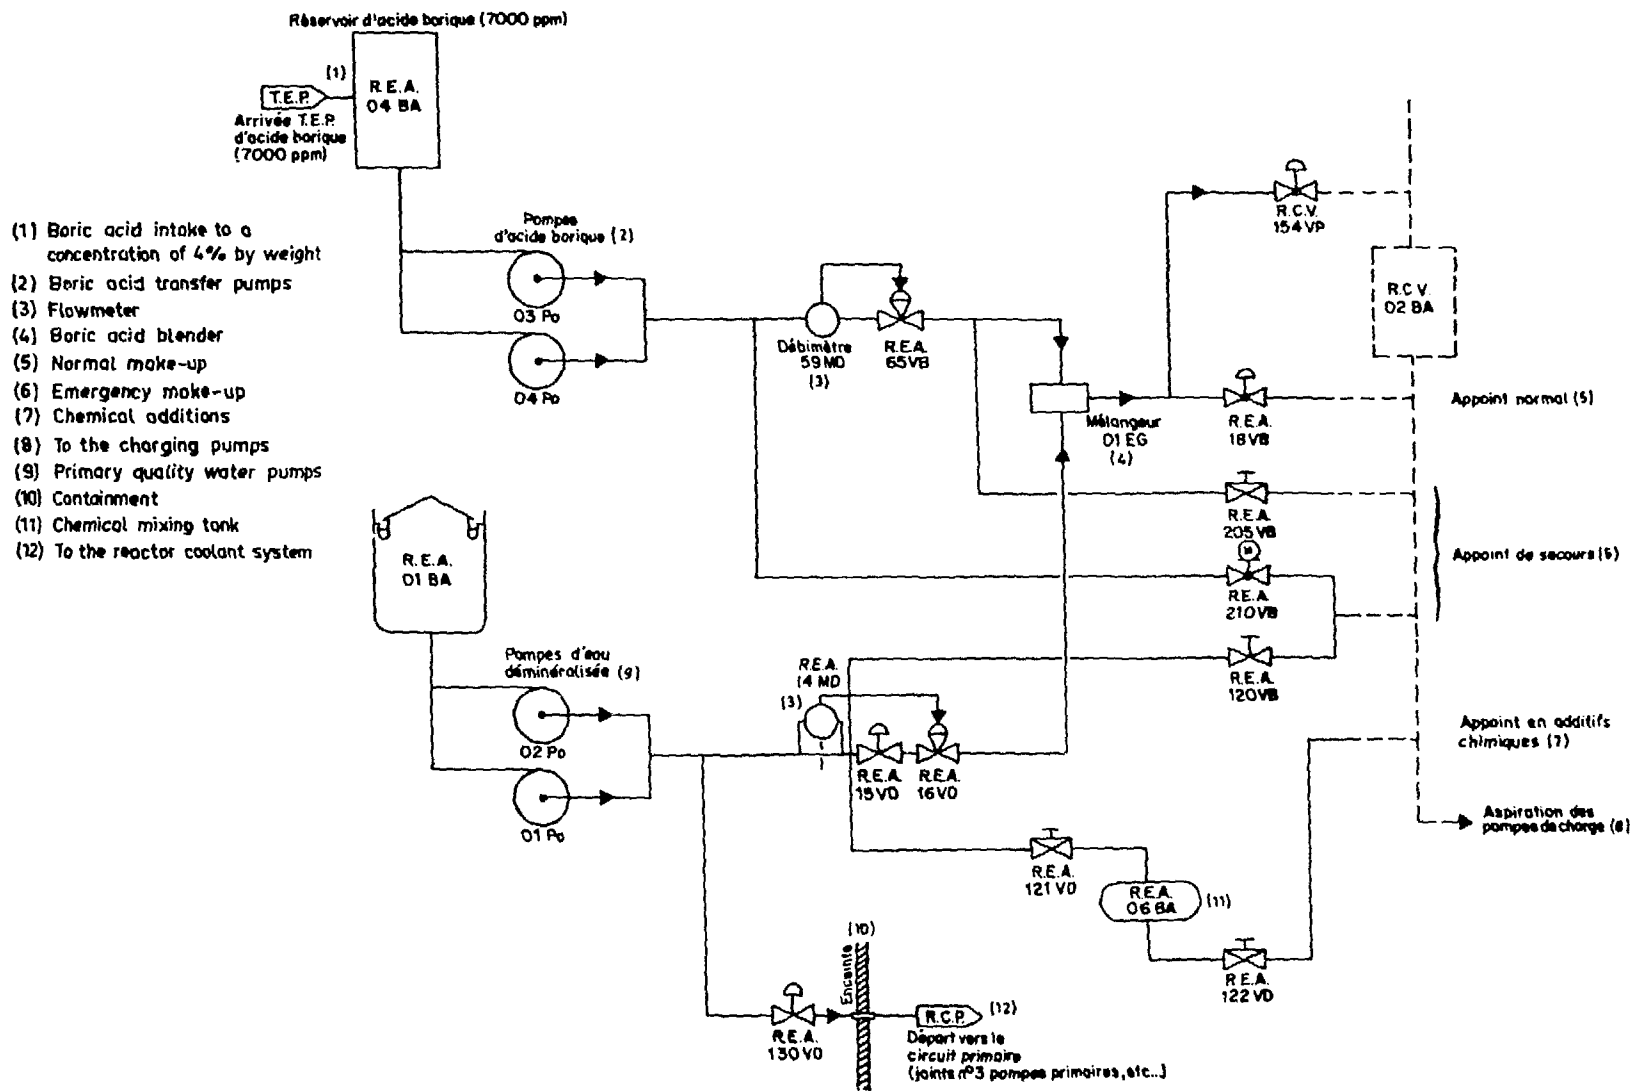 Réservoir d'acide borique (7000 ppm)
(1)
R.E.A.
04 BA
T.E.P.
Arrivée T.E.P.
d'acide borique
(7000 ppm)
(1) Boric acid intake to a
concentration of 4% by weight
(2) Boric acid transfer pumps
(3) Flowmeter
(4) Boric acid blender
(5) Normal make-up
(6) Emergency make-up
(7) Chemical additions
(8) To the charging pumps
(9) Primary quality water pumps
(10) Containment
(11) Chemical mixing tank
(12) To the reactor coolant system
Pompes
d'acide borique (2)
03 Po
04 Po
Débimètre
59 MD
(3)
R.E.A.
65 VB
R.C.V.
154 VP
R.C.V.
02 BA
Mélangeur
01 EG
(4)
R.E.A.
18 VB
Appoint normal (5)
R.E.A.
205 VB
M
R.E.A.
210 VB
Appoint de secours (6)
R.E.A.
120 VB
R.E.A.
01 BA
Pompes d'eau
déminéralisée (9)
02 Po
01 Po
R.E.A.
14 MD
(3)
R.E.A.
15 VD
R.E.A.
16 VD
Appoint en additifs
chimiques (7)
Aspiration des
pompes de charge (8)
R.E.A.
121 VD
R.E.A.
06 BA
(11)
R.E.A.
122 VD
(10)
Enceinte
R.E.A.
130 VD
R.C.P.
(12)
Départ vers le
circuit primaire
(joints n°3 pompes primaires, etc...)